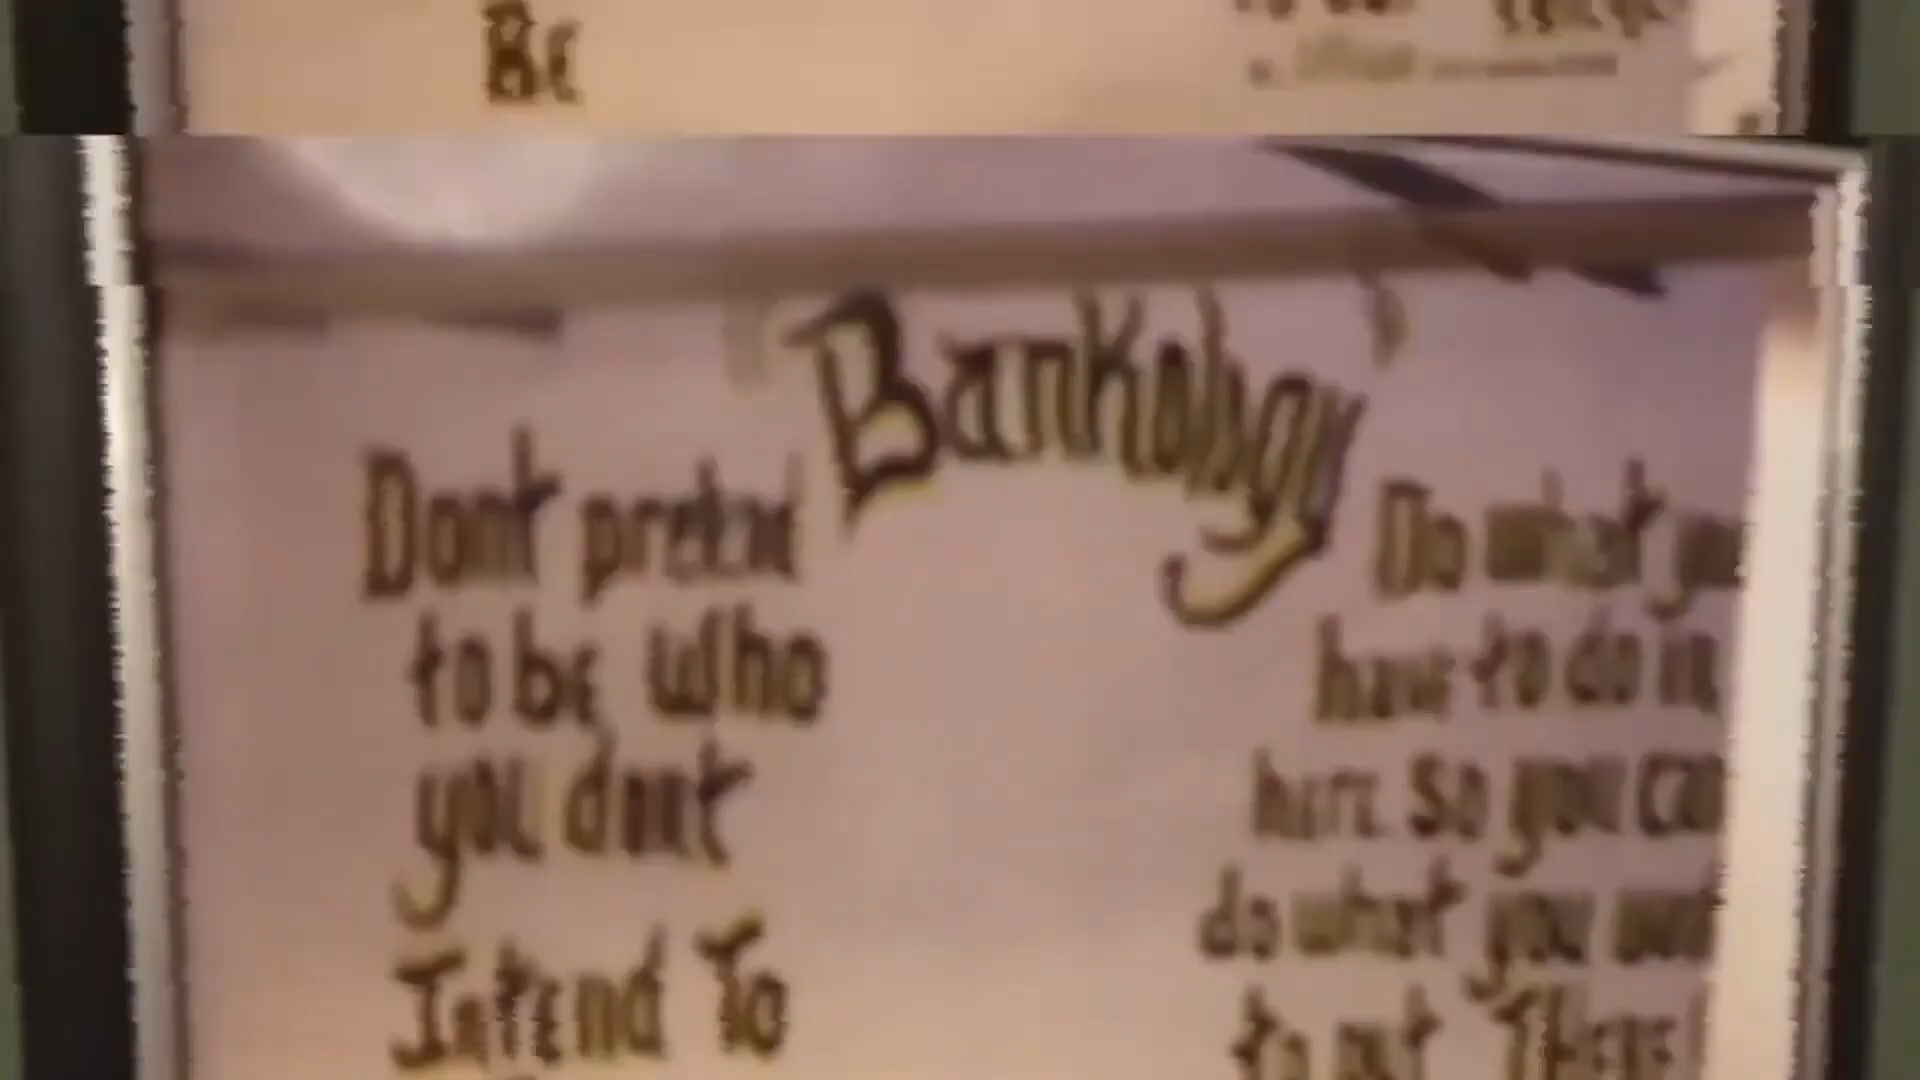 Be
Bankology
Dont pretend
to be who
you dont
Intend To
Do what you
have to do in
here so you can
do what you want
to out There